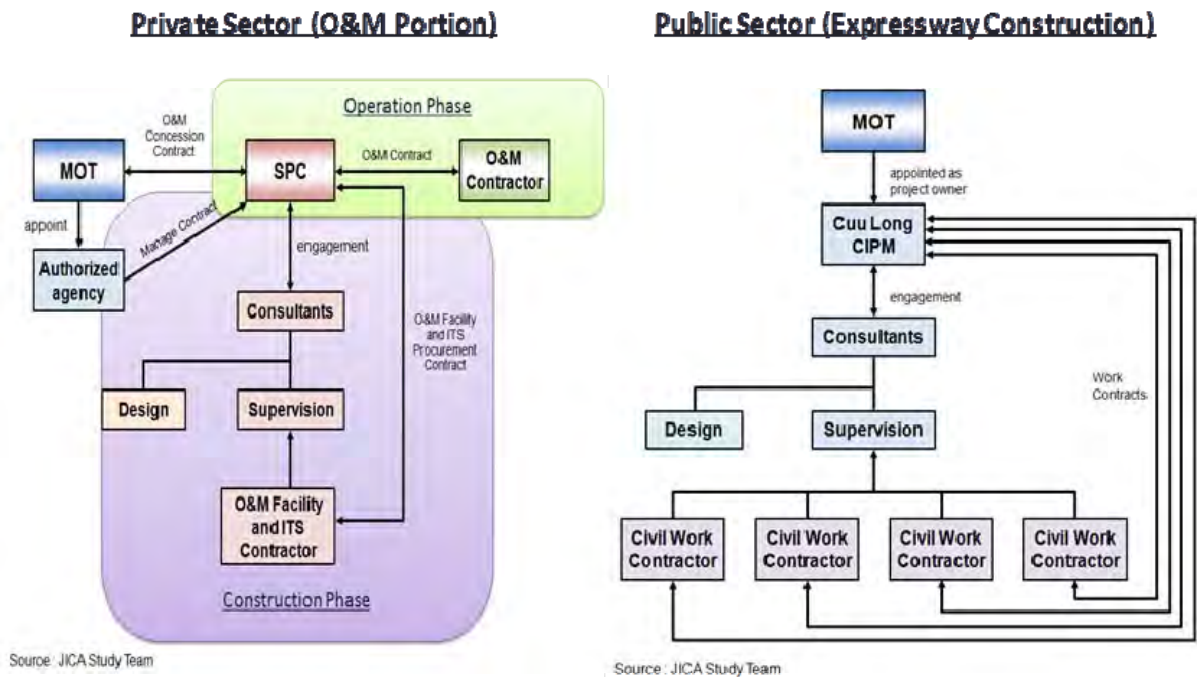 Private Sector (O&M Portion)
Operation Phase
O&M
Concession
Contract
MOT
SPC
O&M Contract
O&M
Contractor
appoint
Manage Contract
engagement
Authorized
agency
Consultants
O&M Facility
and ITS
Procurement
Contract
Design
Supervision
O&M Facility
and ITS
Contractor
Construction Phase
Source : JICA Study Team
Public Sector (Expressway Construction)
MOT
appointed as
project owner
Cuu Long
CIPM
engagement
Consultants
Work
Contracts
Design
Supervision
Civil Work
Contractor
Civil Work
Contractor
Civil Work
Contractor
Civil Work
Contractor
Source : JICA Study Team